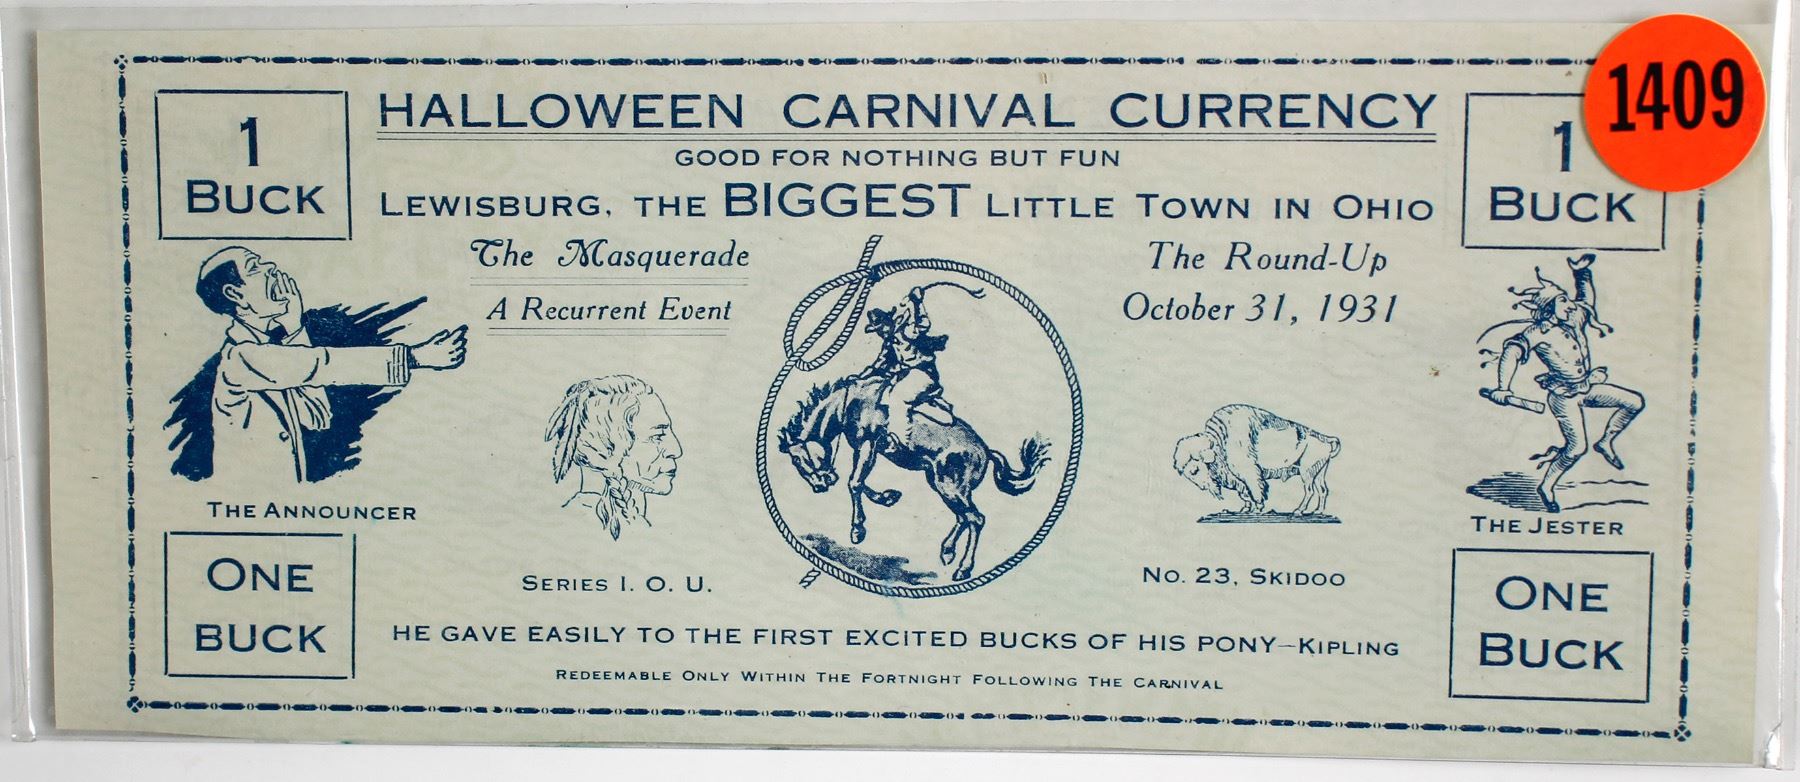 1409
HALLOWEEN CARNIVAL CURRENCY
GOOD FOR NOTHING BUT FUN
LEWISBURG, THE BIGGEST LITTLE TOWN IN OHIO
1
BUCK
1
BUCK
The Masquerade
A Recurrent Event
The Round-Up
October 31, 1931
THE ANNOUNCER
THE JESTER
SERIES I. O. U.
NO. 23, SKIDOO
ONE
BUCK
ONE
BUCK
HE GAVE EASILY TO THE FIRST EXCITED BUCKS OF HIS PONY—KIPLING
REDEEMABLE ONLY WITHIN THE FORTNIGHT FOLLOWING THE CARNIVAL